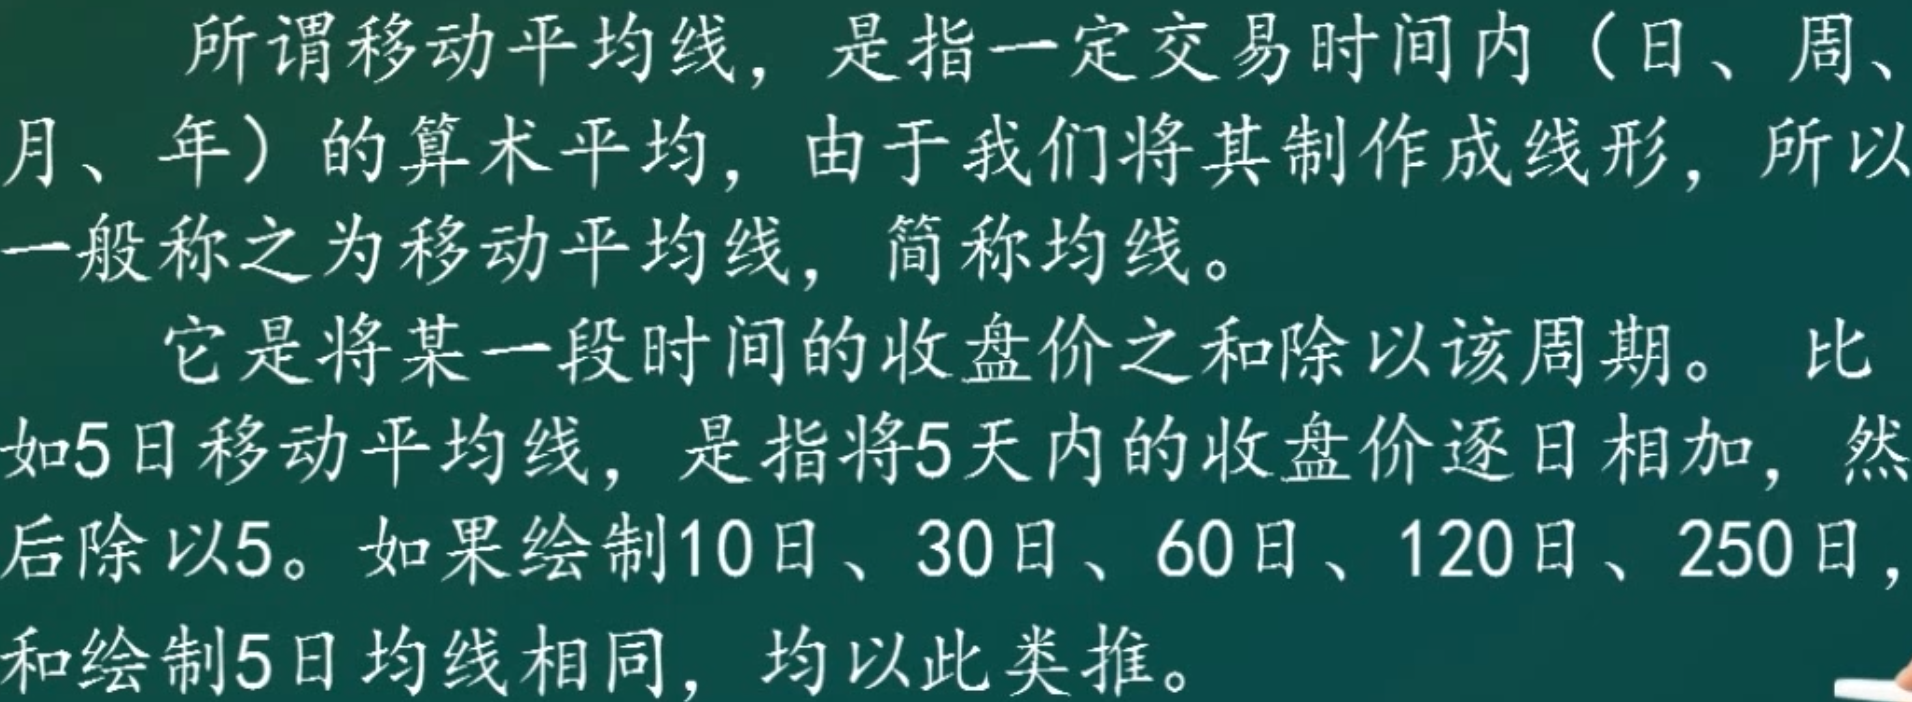 所谓移动平均线，是指一定交易时间内（日、周、
月、年）的算术平均，由于我们将其制作成线形，所以
一般称之为移动平均线，简称均线。
它是将某一段时间的收盘价之和除以该周期。 比
如5日移动平均线，是指将5天内的收盘价逐日相加，然
后除以5。如果绘制10日、30日、60日、120日、250日，
和绘制5日均线相同，均以此类推。